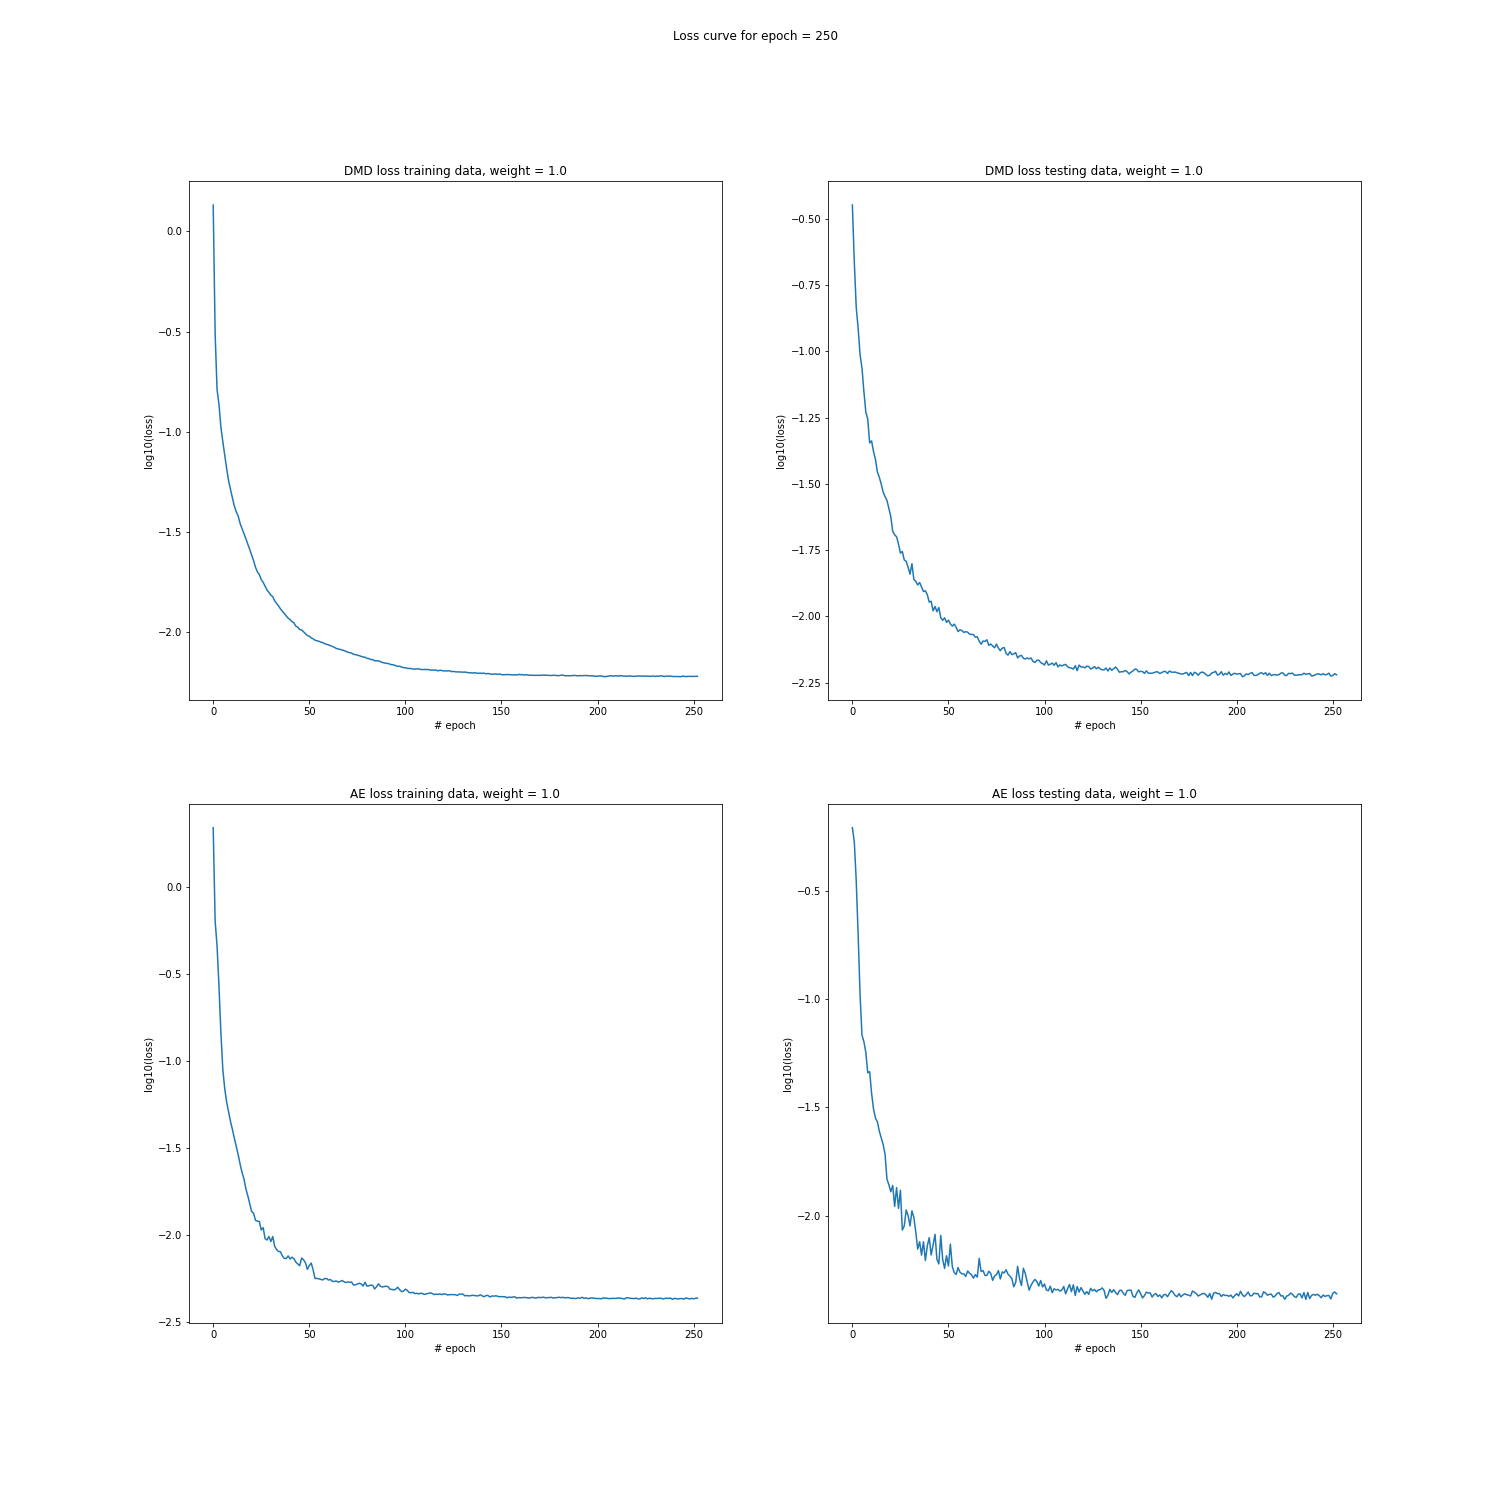 Loss curve for epoch = 250
DMD loss training data, weight = 1.0
0.0
−0.5
−1.0
−1.5
−2.0
log10(loss)
0 50 100 150 200 250
# epoch
DMD loss testing data, weight = 1.0
−0.50
−0.75
−1.00
−1.25
−1.50
−1.75
−2.00
−2.25
log10(loss)
0 50 100 150 200 250
# epoch
AE loss training data, weight = 1.0
0.0
−0.5
−1.0
−1.5
−2.0
−2.5
log10(loss)
0 50 100 150 200 250
# epoch
AE loss testing data, weight = 1.0
−0.5
−1.0
−1.5
−2.0
log10(loss)
0 50 100 150 200 250
# epoch